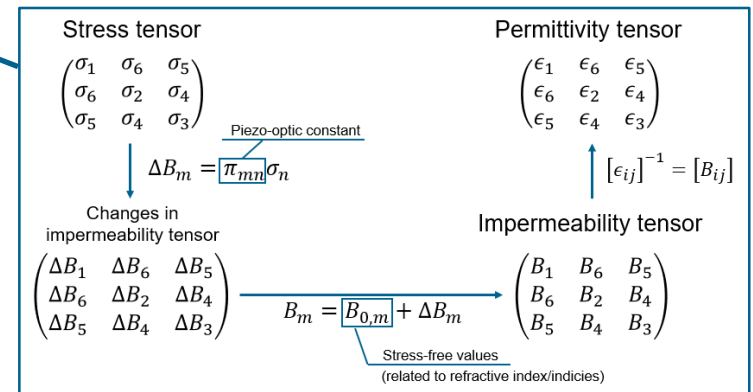 Stress tensor
σ₁ σ₆ σ₅
σ₆ σ₂ σ₄
σ₅ σ₄ σ₃
Piezo-optic constant
ΔBₘ = πₘₙσₙ
Changes in
impermeability tensor
ΔB₁ ΔB₆ ΔB₅
ΔB₆ ΔB₂ ΔB₄
ΔB₅ ΔB₄ ΔB₃
Bₘ = B₀,ₘ + ΔBₘ
Stress-free values
(related to refractive index/indicies)
Permittivity tensor
ϵ₁ ϵ₆ ϵ₅
ϵ₆ ϵ₂ ϵ₄
ϵ₅ ϵ₄ ϵ₃
[ϵᵢⱼ]⁻¹ = [Bᵢⱼ]
Impermeability tensor
B₁ B₆ B₅
B₆ B₂ B₄
B₅ B₄ B₃